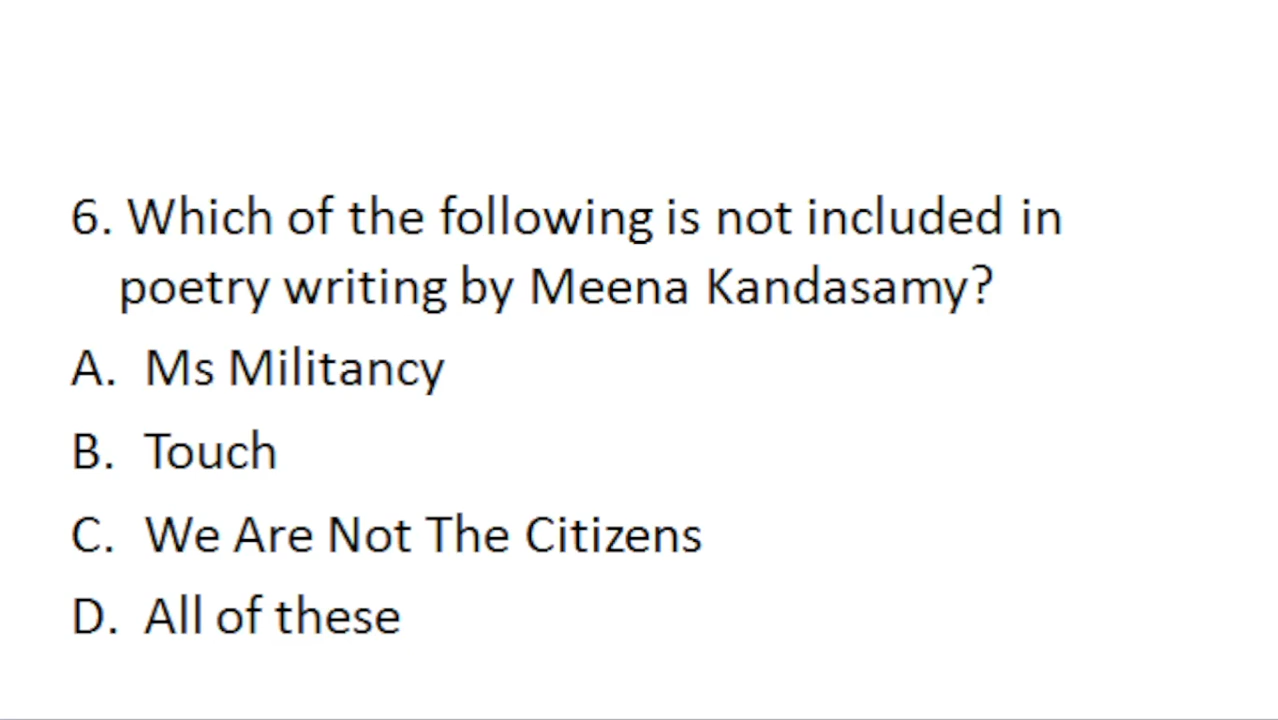 6. Which of the following is not included in
poetry writing by Meena Kandasamy?
A. Ms Militancy
B. Touch
C. We Are Not The Citizens
D. All of these